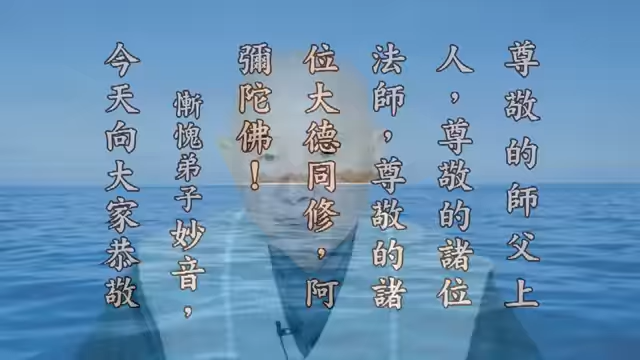 尊敬的師父上
人，尊敬的諸位
法師，尊敬的諸
位大德同修，阿
彌陀佛！
慚愧弟子妙音，
今天向大家恭敬